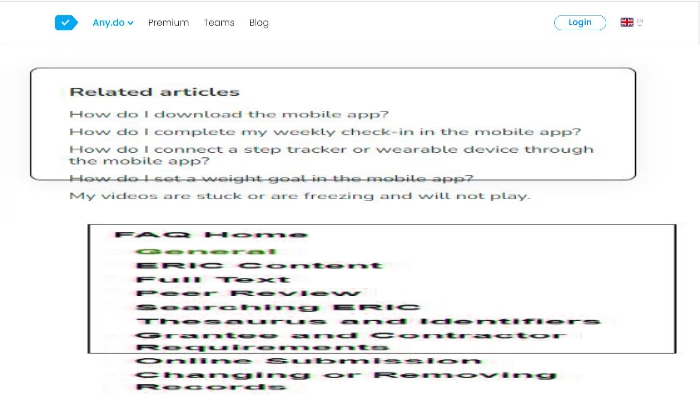 Any.do Premium Teams Blog Login EN
Related articles
How do I download the mobile app?
How do I complete my weekly check-in in the mobile app?
How do I connect a step tracker or wearable device through
the mobile app?
How do I set a weight goal in the mobile app?
My videos are stuck or are freezing and will not play.
FAQ Home
General
ERIC Content
Full Text
Peer Review
Searching ERIC
Thesaurus and Identifiers
Grantee and Contractor
Requirements
Online Submission
Changing or Removing
Records